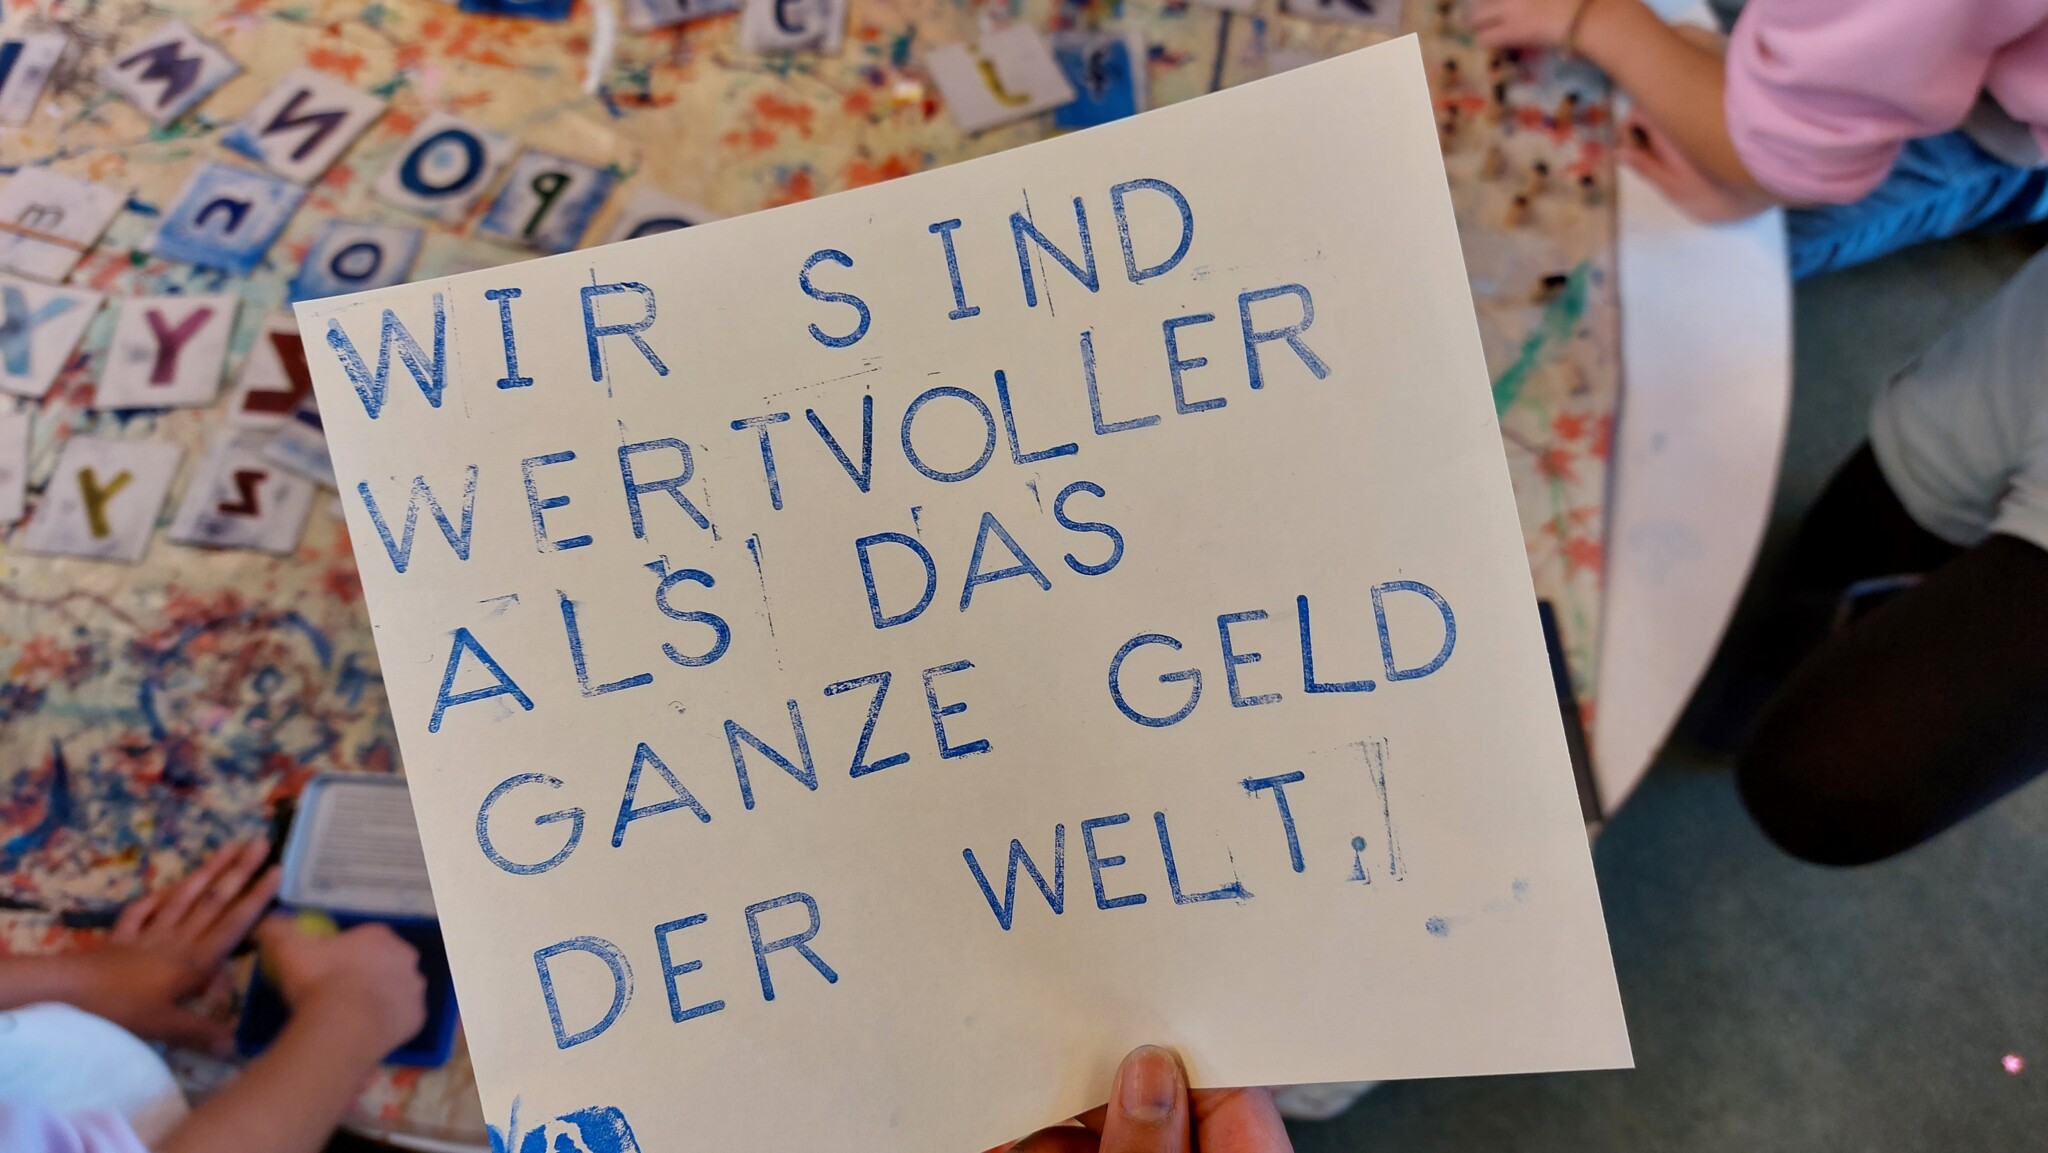 WIR SIND
WERTVOLLER
ALS DAS
GANZE GELD
DER WELT.
M
N
O
q
m
n
o
Y
Y
L
f